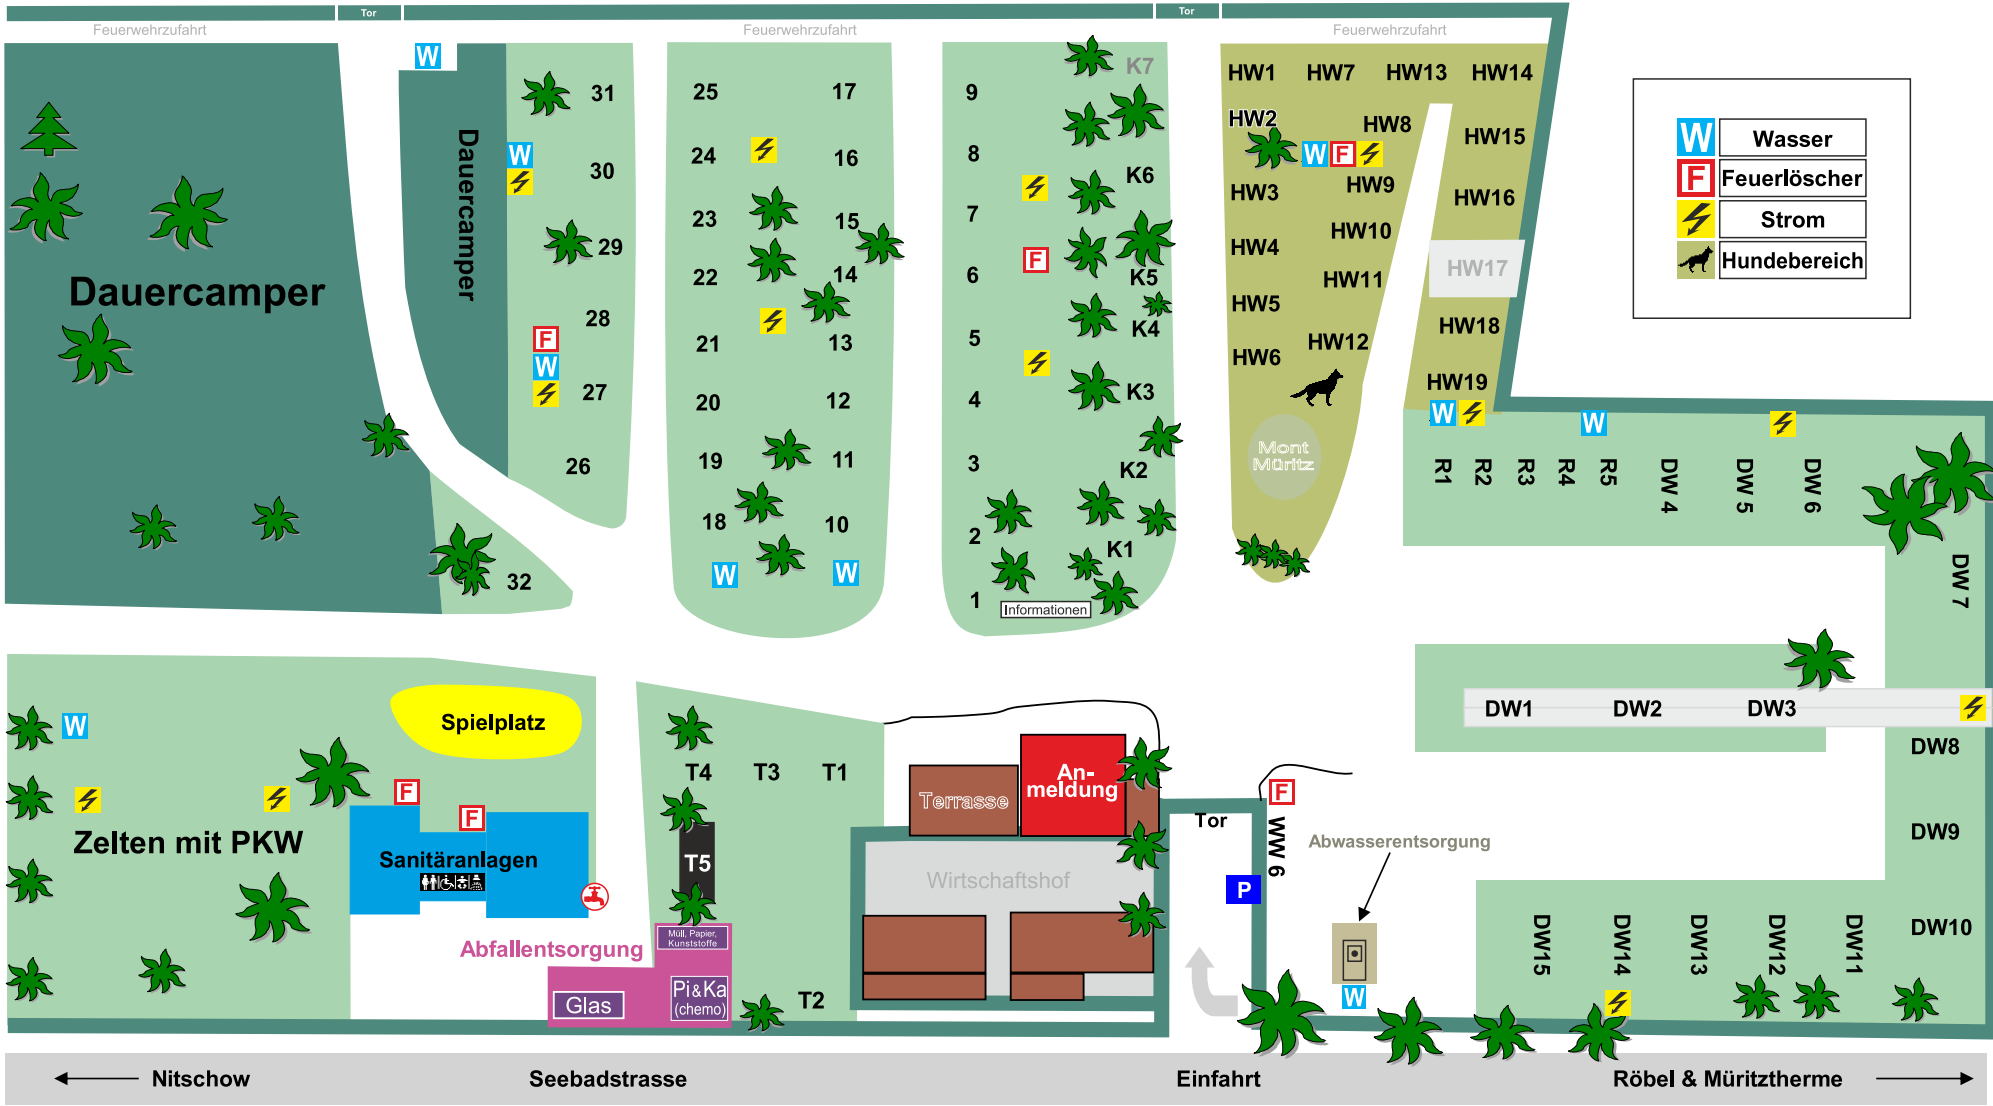 Tor
Tor
Feuerwehrzufahrt
Feuerwehrzufahrt
Feuerwehrzufahrt
W
Dauercamper
Dauercamper
31
W
30
29
28
F
W
27
26
32
25
17
24
16
23
15
22
14
21
13
20
12
19
11
18
10
W
W
9
K7
8
K6
7
F
6
K5
K4
5
K3
4
3
K2
2
K1
1
Informationen
HW1
HW7
HW13
HW14
HW2
HW8
HW15
W
F
HW3
HW9
HW16
HW4
HW10
HW17
HW5
HW11
HW18
HW6
HW12
HW19
Mont
Müritz
W
Wasser
F
Feuerlöscher
Strom
Hundebereich
W
R1
R2
R3
R4
R5
DW 4
DW 5
DW 6
DW 7
DW1
DW2
DW3
DW8
DW9
DW10
DW15
DW14
DW13
DW12
DW11
W
Spielplatz
F
F
Zelten mit PKW
Sanitäranlagen
T4
T3
T1
T5
T2
Abfallentsorgung
Müll, Papier,
Kunststoffe
Glas
Pi&Ka
(chemo)
Terrasse
An-
meldung
Wirtschaftshof
Tor
F
WW 6
P
Abwasserentsorgung
W
Nitschow
Seebadstrasse
Einfahrt
Röbel & Müritztherme